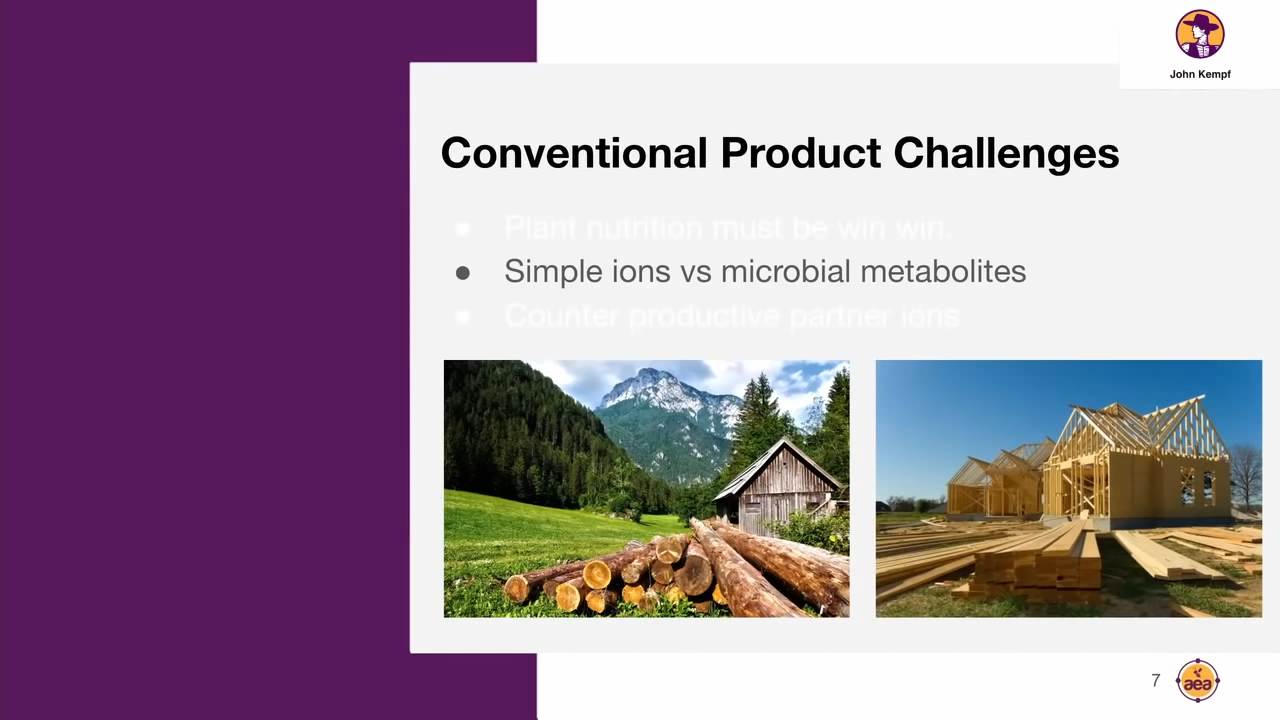 John Kempf
Conventional Product Challenges
● Plant nutrition must be win win.
● Simple ions vs microbial metabolites
● Counter productive partner ions
7
aea